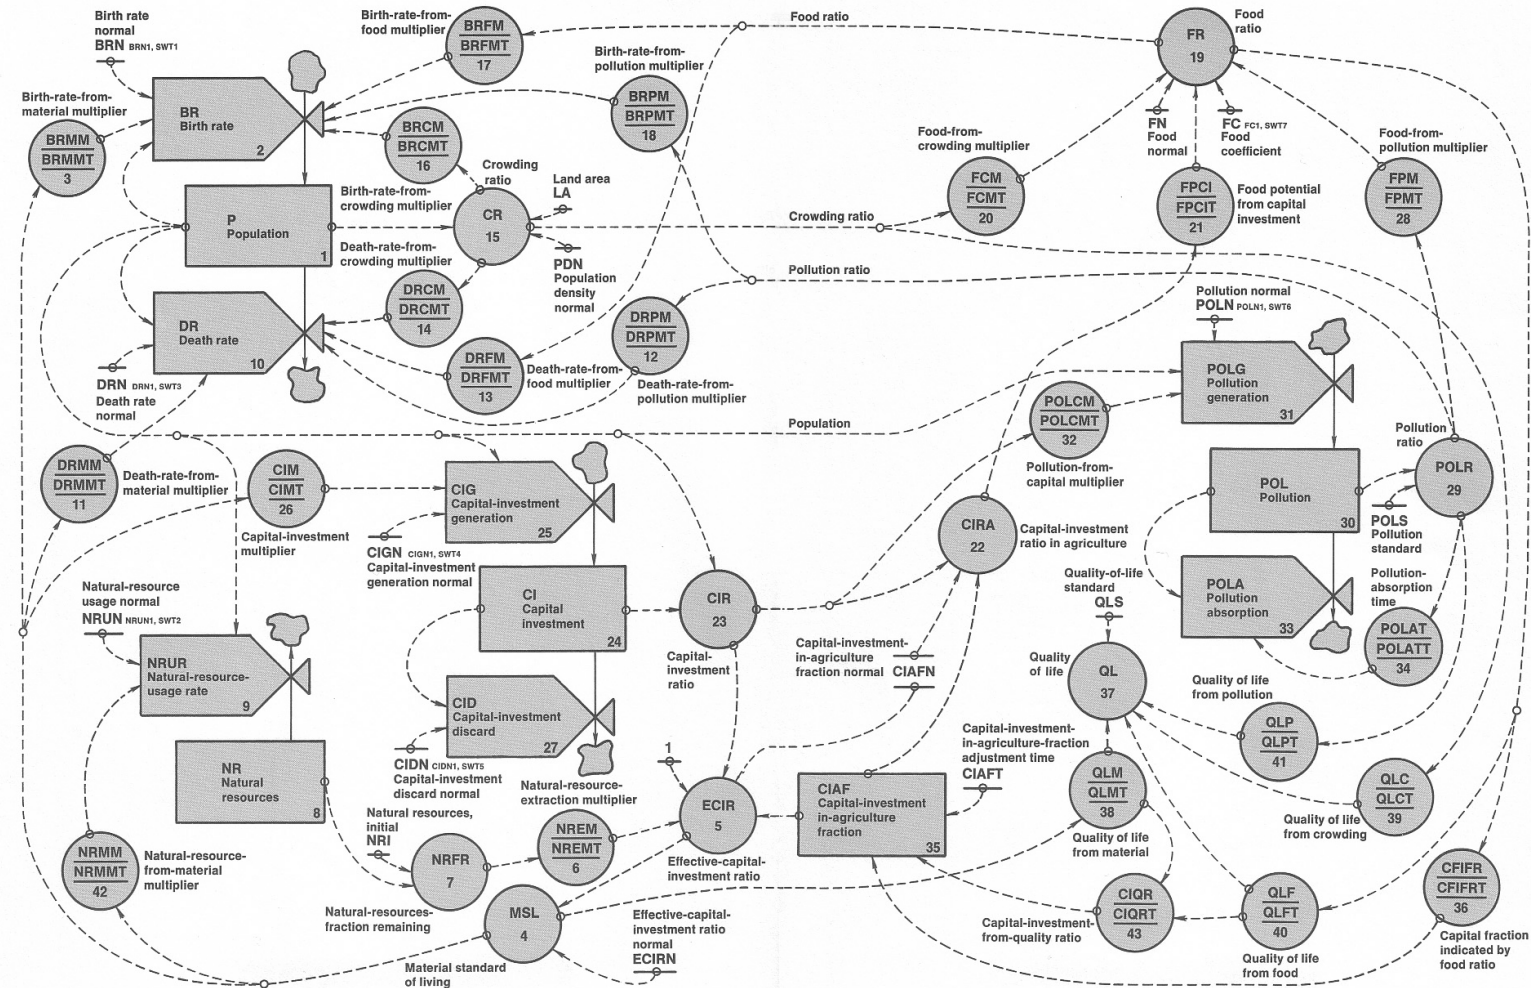 Birth rate
normal
BRN BRN1, SWT1
Birth-rate-from-
food multiplier
BRFM
BRFMT
17
Food ratio
FR
19
Food
ratio
Birth-rate-from-
pollution multiplier
BRPM
BRPMT
18
Birth-rate-from-
material multiplier
BRMM
BRMMT
3
BR
Birth rate
2
BRCM
BRCMT
16
Birth-rate-from-
crowding multiplier
Crowding
ratio
CR
15
Land area
LA
PDN
Population
density
normal
P
Population
1
Death-rate-from-
crowding multiplier
DRCM
DRCMT
14
DR
Death rate
10
DRN DRN1, SWT3
Death rate
normal
DRFM
DRFMT
13
Death-rate-from-
food multiplier
DRPM
DRPMT
12
Death-rate-from-
pollution multiplier
Crowding ratio
Pollution ratio
Population
Food-from-
crowding multiplier
FCM
FCMT
20
FN
Food
normal
FC FC1, SWT7
Food
coefficient
FPCI
FPCIT
21
Food potential
from capital
investment
Food-from-
pollution multiplier
FPM
FPMT
28
Pollution normal
POLN POLN1, SWT6
POLG
Pollution
generation
31
POLCM
POLCMT
32
Pollution-from-
capital multiplier
POL
Pollution
30
Pollution
ratio
POLR
29
POLS
Pollution
standard
POLA
Pollution
absorption
33
Pollution-
absorption
time
POLAT
POLATT
34
DRMM
DRMMT
11
Death-rate-from-
material multiplier
CIM
CIMT
26
Capital-investment
multiplier
CIG
Capital-investment
generation
25
CIGN CIGN1, SWT4
Capital-investment
generation normal
CI
Capital
investment
24
CIR
23
Capital-
investment
ratio
CIRA
22
Capital-investment
ratio in agriculture
CID
Capital-investment
discard
27
CIDN CIDN1, SWT5
Capital-investment
discard normal
Natural-resource
usage normal
NRUN NRUN1, SWT2
NRUR
Natural-resource-
usage rate
9
NR
Natural
resources
8
Natural-resource-
extraction multiplier
NREM
NREMT
6
Natural resources,
initial
NRI
NRFR
7
Natural-resources-
fraction remaining
NRMM
NRMMT
42
Natural-resource-
from-material
multiplier
1
ECIR
5
Effective-capital-
investment ratio
MSL
4
Material standard
of living
Effective-capital-
investment ratio
normal
ECIRN
Capital-investment-
in-agriculture
fraction normal
CIAFN
Capital-investment-
in-agriculture-fraction
adjustment time
CIAFT
CIAF
Capital-investment
in-agriculture
fraction
35
Quality-of-life
standard
QLS
Quality
of life
QL
37
QLM
QLMT
38
Quality of life
from material
Quality of life
from pollution
QLP
QLPT
41
QLC
QLCT
39
Quality of life
from crowding
CIQR
CIQRT
43
Capital-investment-
from-quality ratio
QLF
QLFT
40
Quality of life
from food
CFIFR
CFIFRT
36
Capital fraction
indicated by
food ratio